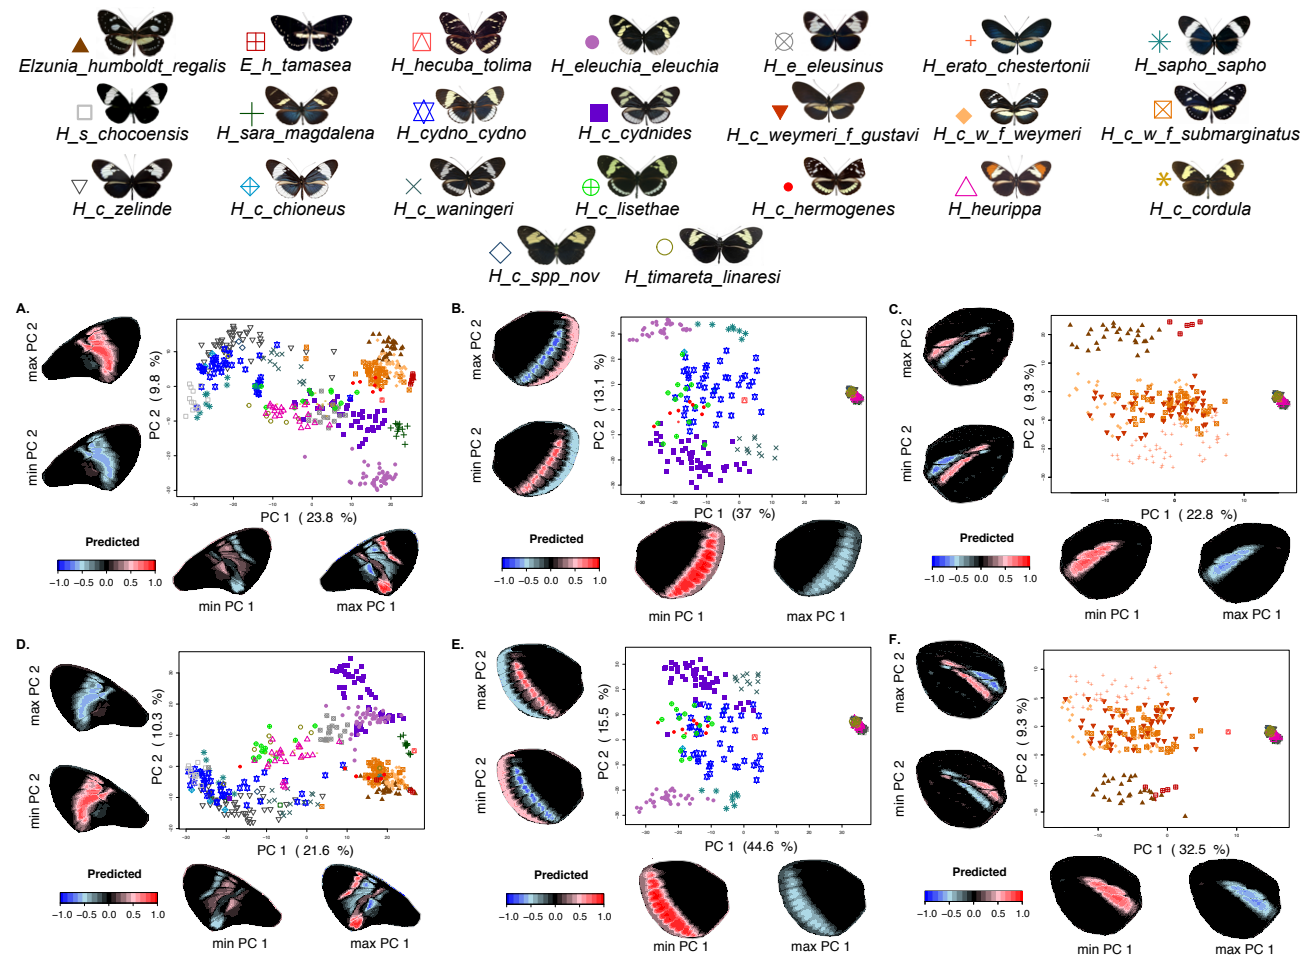 Elzunia_humboldt_regalis E_h_tamasea H_hecuba_tolima H_eleuchia_eleuchia H_e_eleusinus H_erato_chestertonii H_sapho_sapho
H_s_chocoensis H_sara_magdalena H_cydno_cydno H_c_cydnides H_c_weymeri_f_gustavi H_c_w_f_weymeri H_c_w_f_submarginatus
H_c_zelinde H_c_chioneus H_c_waningeri H_c_lisethae H_c_hermogenes H_heurippa H_c_cordula
H_c_spp_nov H_timareta_linaresi
A.
max PC 2
min PC 2
PC 2 ( 9.8 %)
PC 1 ( 23.8 %)
Predicted
−1.0 −0.5 0.0 0.5 1.0
min PC 1 max PC 1
B.
max PC 2
min PC 2
PC 2 ( 13.1 %)
PC 1 (37 %)
Predicted
−1.0 −0.5 0.0 0.5 1.0
min PC 1 max PC 1
C.
max PC 2
min PC 2
PC 2 ( 9.3 %)
PC 1 ( 22.8 %)
Predicted
−1.0 −0.5 0.0 0.5 1.0
min PC 1 max PC 1
D.
max PC 2
min PC 2
PC 2 ( 10.3 %)
PC 1 ( 21.6 %)
Predicted
−1.0 −0.5 0.0 0.5 1.0
min PC 1 max PC 1
E.
max PC 2
min PC 2
PC 2 ( 15.5 %)
PC 1 ( 44.6 %)
Predicted
−1.0 −0.5 0.0 0.5 1.0
min PC 1 max PC 1
F.
max PC 2
min PC 2
PC 2 ( 9.3 %)
PC 1 ( 32.5 %)
Predicted
−1.0 −0.5 0.0 0.5 1.0
min PC 1 max PC 1